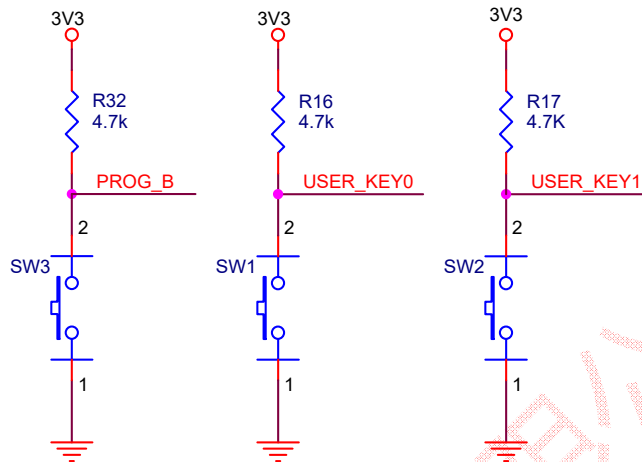 3V3
3V3
3V3
R32
4.7k
R16
4.7k
R17
4.7K
PROG_B
USER_KEY0
USER_KEY1
2
2
2
SW3
SW1
SW2
1
1
1